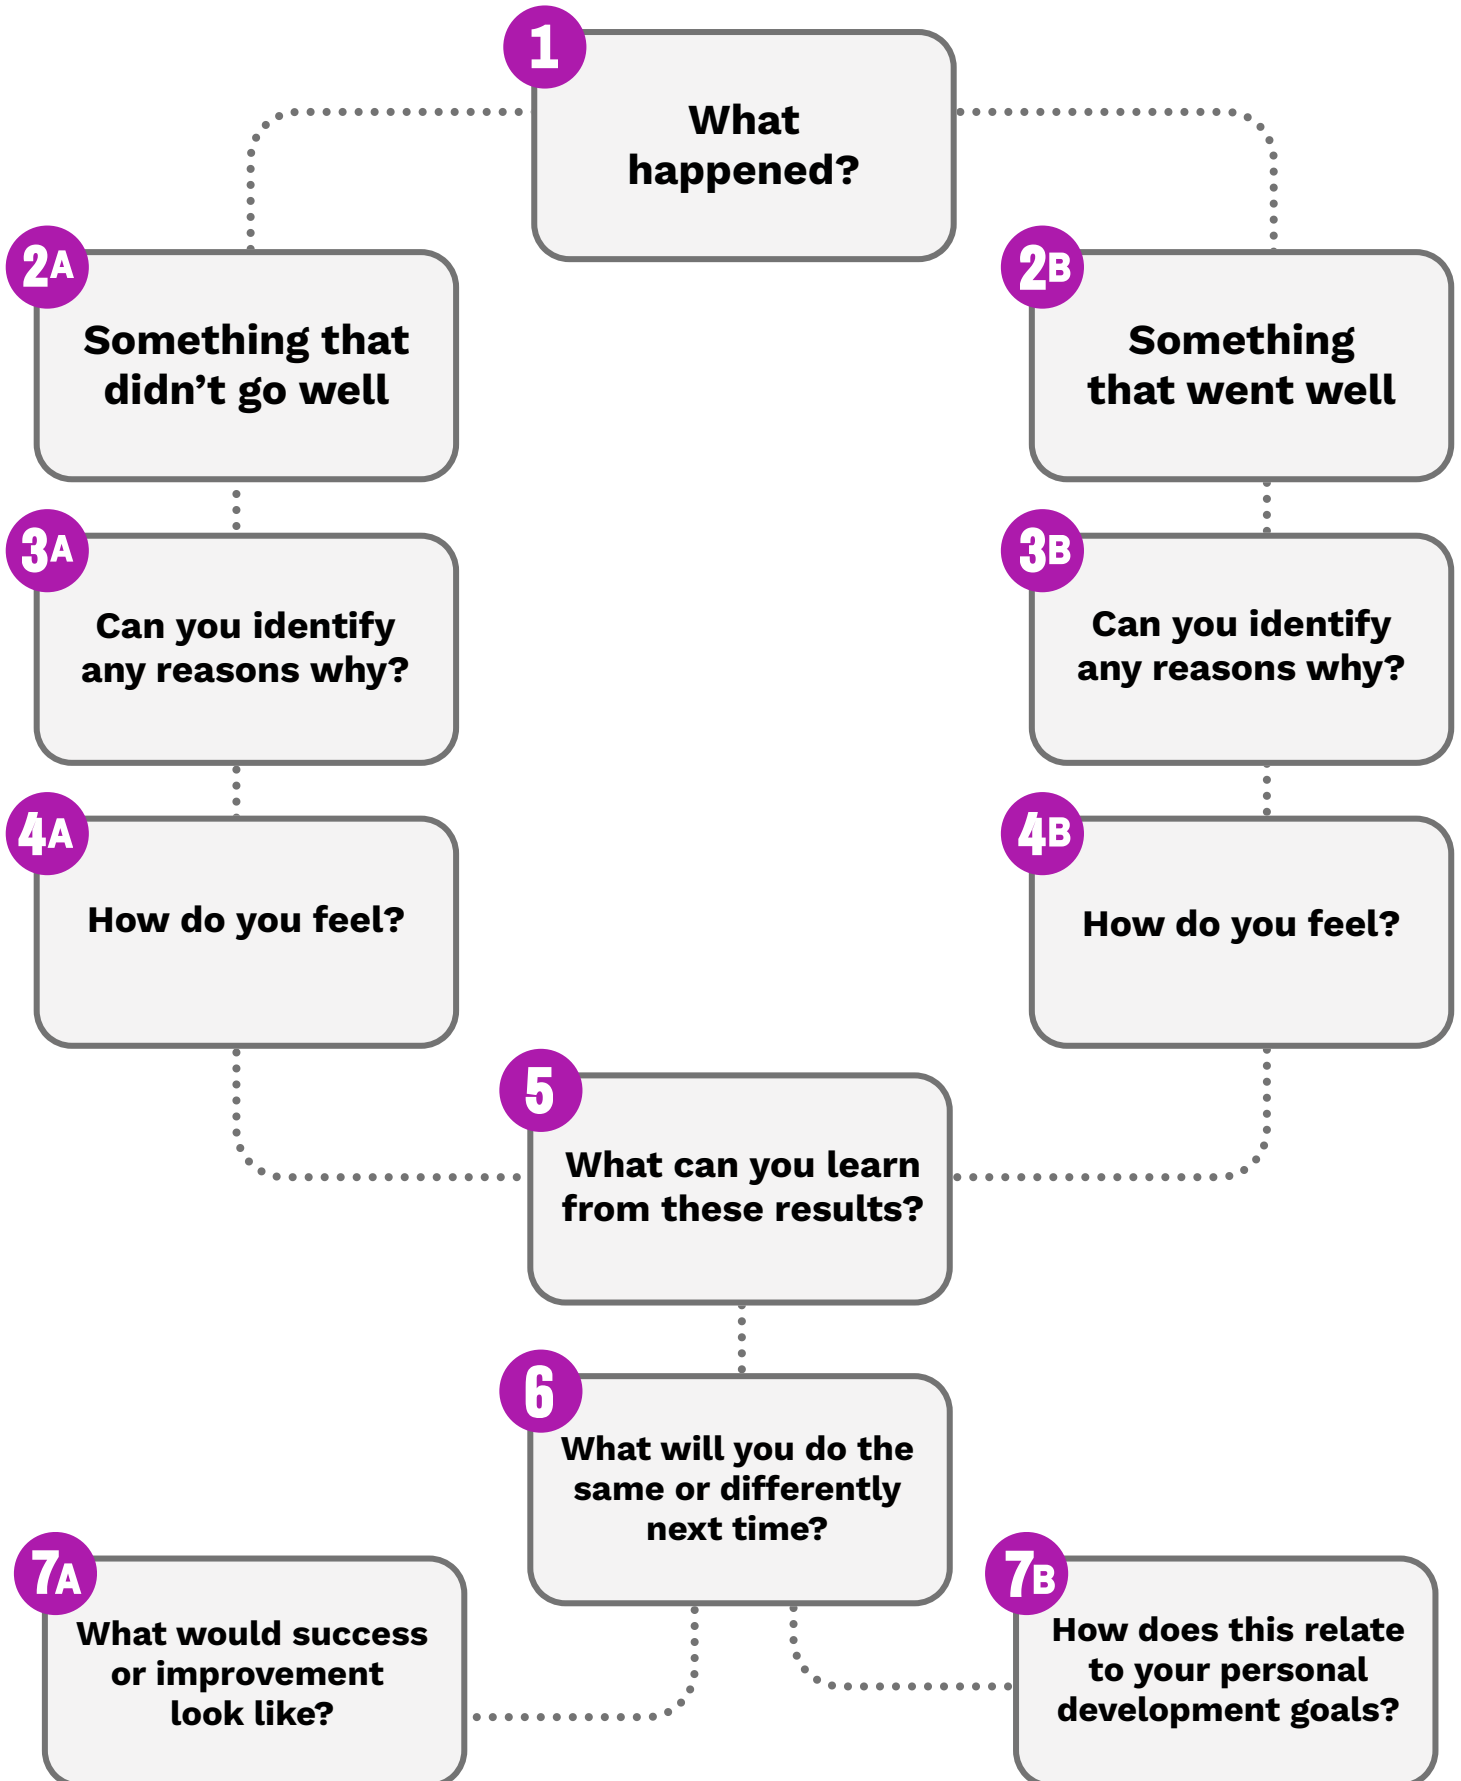 1
What
happened?
2A
Something that
didn't go well
2B
Something
that went well
3A
Can you identify
any reasons why?
3B
Can you identify
any reasons why?
4A
How do you feel?
4B
How do you feel?
5
What can you learn
from these results?
6
What will you do the
same or differently
next time?
7A
What would success
or improvement
look like?
7B
How does this relate
to your personal
development goals?